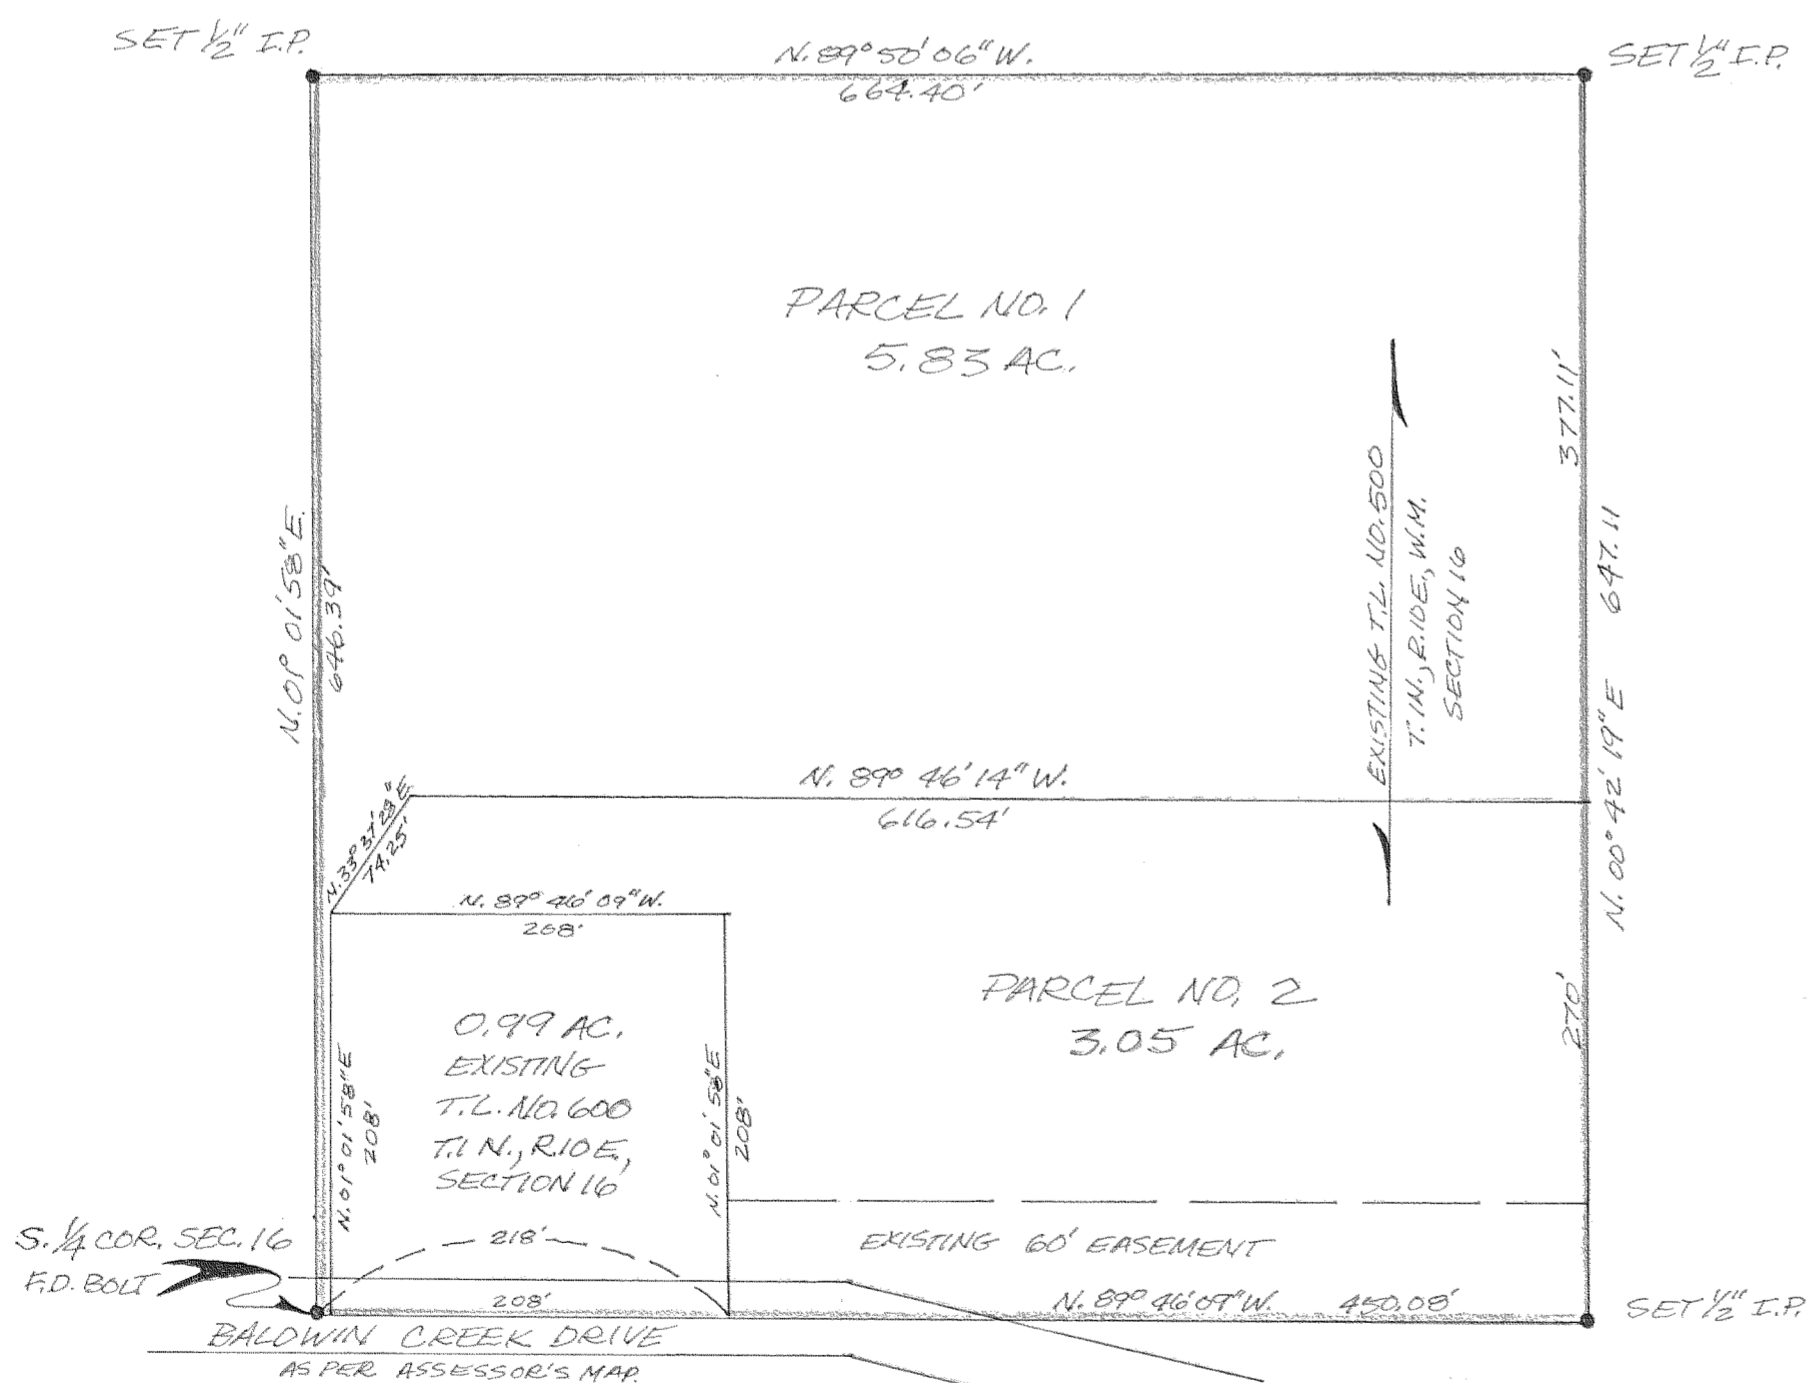 SET 1/2" I.P.
N. 89° 50' 06" W.
664.40'
SET 1/2" I.P.
PARCEL NO. 1
5.83 AC.
377.11'
N. 01° 01' 58" E.
646.39'
EXISTING T.L. NO. 500
T. 1N., R.10E., W.M.
SECTION 16
N. 00° 42' 19" E 647.11
N. 89° 46' 14" W.
616.54'
N. 33° 37' 28" E.
74.25'
N. 89° 46' 09" W.
208'
PARCEL NO. 2
3.05 AC.
270'
0.99 AC.
EXISTING
T.L. NO. 600
T.1 N., R.10 E.,
SECTION 16
N. 01° 01' 58" E
208'
N. 01° 01' 58" E
208'
S. 1/4 COR. SEC. 16
F.D. BOLT
218'
EXISTING 60' EASEMENT
208'
N. 89° 46' 09" W. 450.08'
SET 1/2" I.P.
BALDWIN CREEK DRIVE
AS PER ASSESSOR'S MAP.